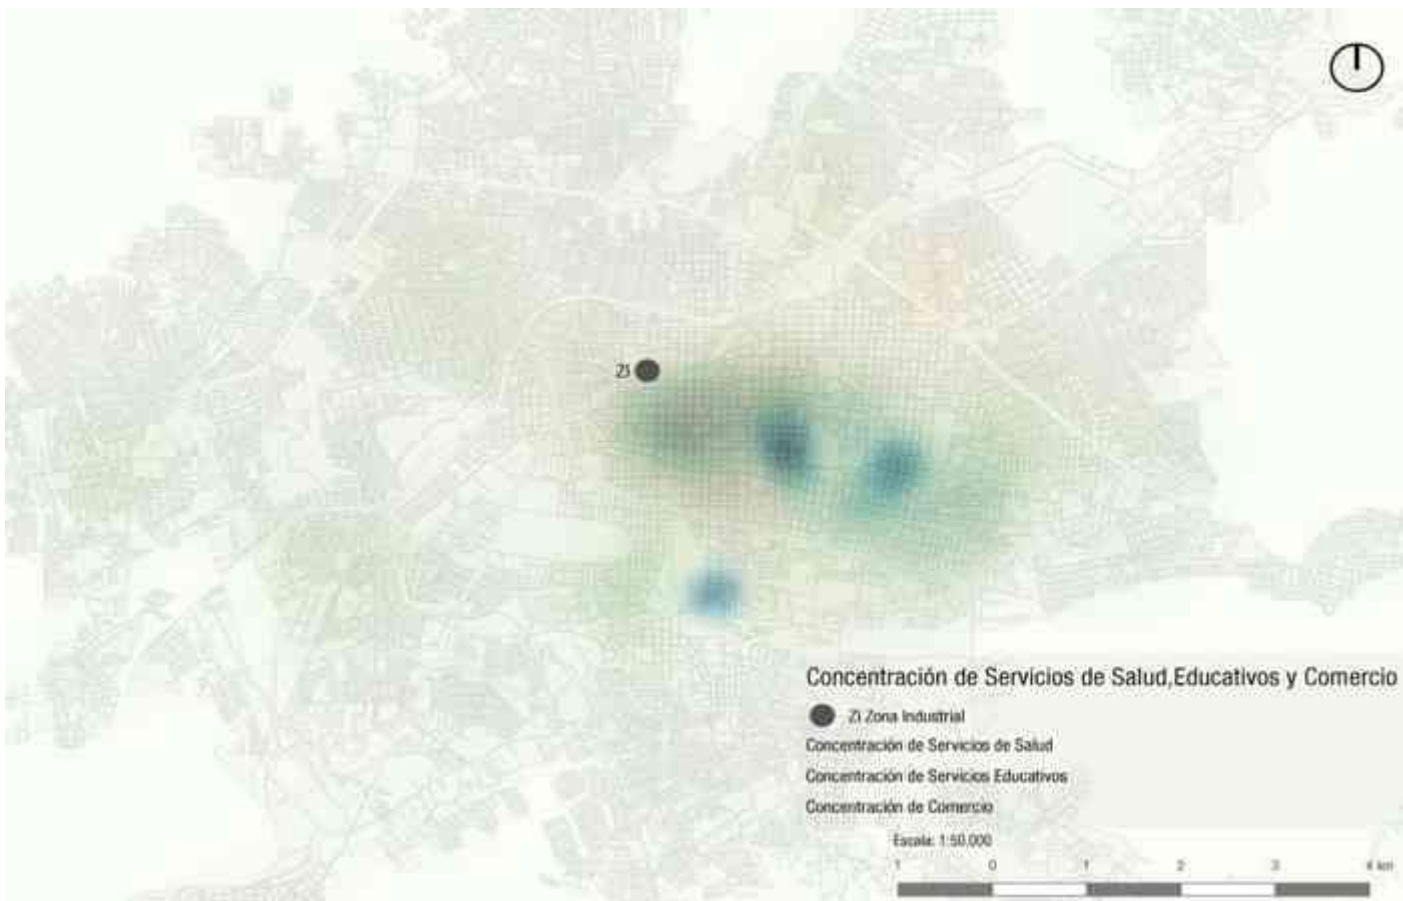 ZI
Concentración de Servicios de Salud,Educativos y Comercio
ZI Zona Industrial
Concentración de Servicios de Salud
Concentración de Servicios Educativos
Concentración de Comercio
Escala: 1:50.000
1 0 1 2 3 4 km